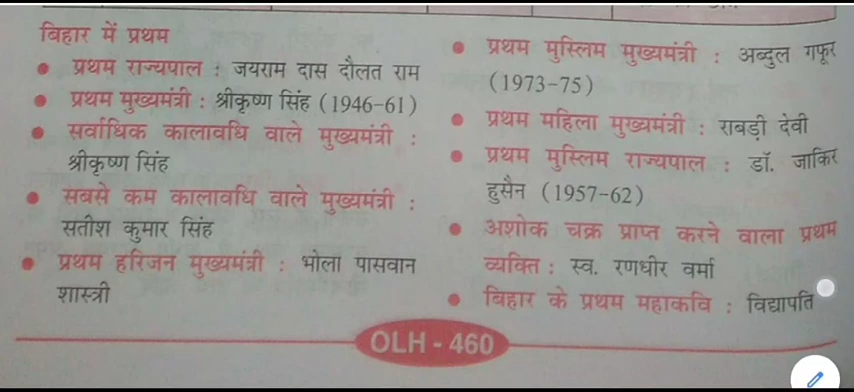 बिहार में प्रथम
• प्रथम राज्यपाल : जयराम दास दौलत राम
• प्रथम मुख्यमंत्री : श्रीकृष्ण सिंह (1946-61)
• सर्वाधिक कालावधि वाले मुख्यमंत्री :
श्रीकृष्ण सिंह
• सबसे कम कालावधि वाले मुख्यमंत्री :
सतीश कुमार सिंह
• प्रथम हरिजन मुख्यमंत्री : भोला पासवान
शास्त्री
• प्रथम मुस्लिम मुख्यमंत्री : अब्दुल गफूर
(1973-75)
• प्रथम महिला मुख्यमंत्री : राबड़ी देवी
• प्रथम मुस्लिम राज्यपाल : डॉ. जाकिर
हुसैन (1957-62)
• अशोक चक्र प्राप्त करने वाला प्रथम
व्यक्ति : स्व. रणधीर वर्मा
• बिहार के प्रथम महाकवि : विद्यापति
OLH - 460